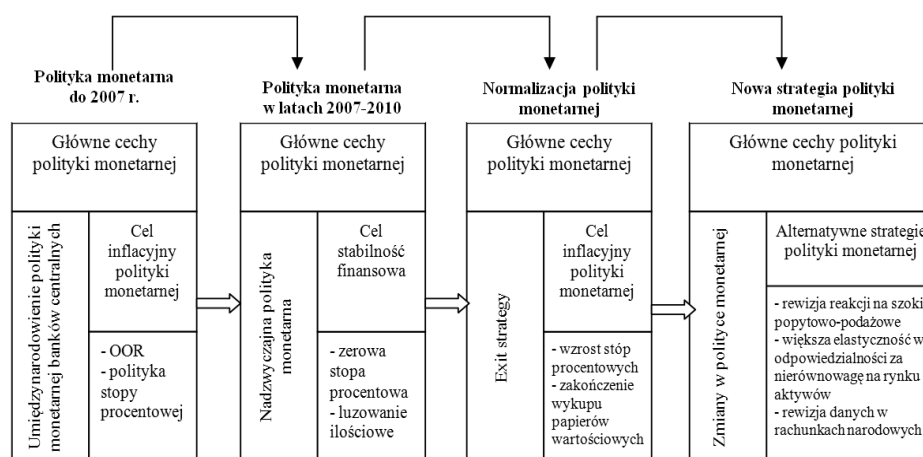 Polityka monetarna
do 2007 r.
Główne cechy
polityki monetarnej
Umiędzynarodowienie polityki
monetarnej banków centralnych
Cel
inflacyjny
polityki
monetarnej
- OOR
- polityka
stopy
procentowej
Polityka monetarna
w latach 2007-2010
Główne cechy
polityki monetarnej
Nadzwyczajna polityka
monetarna
Cel
stabilność
finansowa
- zerowa
stopa
procentowa
- luzowanie
ilościowe
Normalizacja polityki
monetarnej
Główne cechy
polityki monetarnej
Exit strategy
Cel
inflacyjny
polityki
monetarnej
- wzrost stóp
procentowych
- zakończenie
wykupu
papierów
wartościowych
Nowa strategia polityki
monetarnej
Główne cechy polityki
monetarnej
Zmiany w polityce monetarnej
Alternatywne strategie
polityki monetarnej
- rewizja reakcji na szoki
popytowo-podażowe
- większa elastyczność w
odpowiedzialności za
nierównowagę na rynku
aktywów
- rewizja danych w
rachunkach narodowych